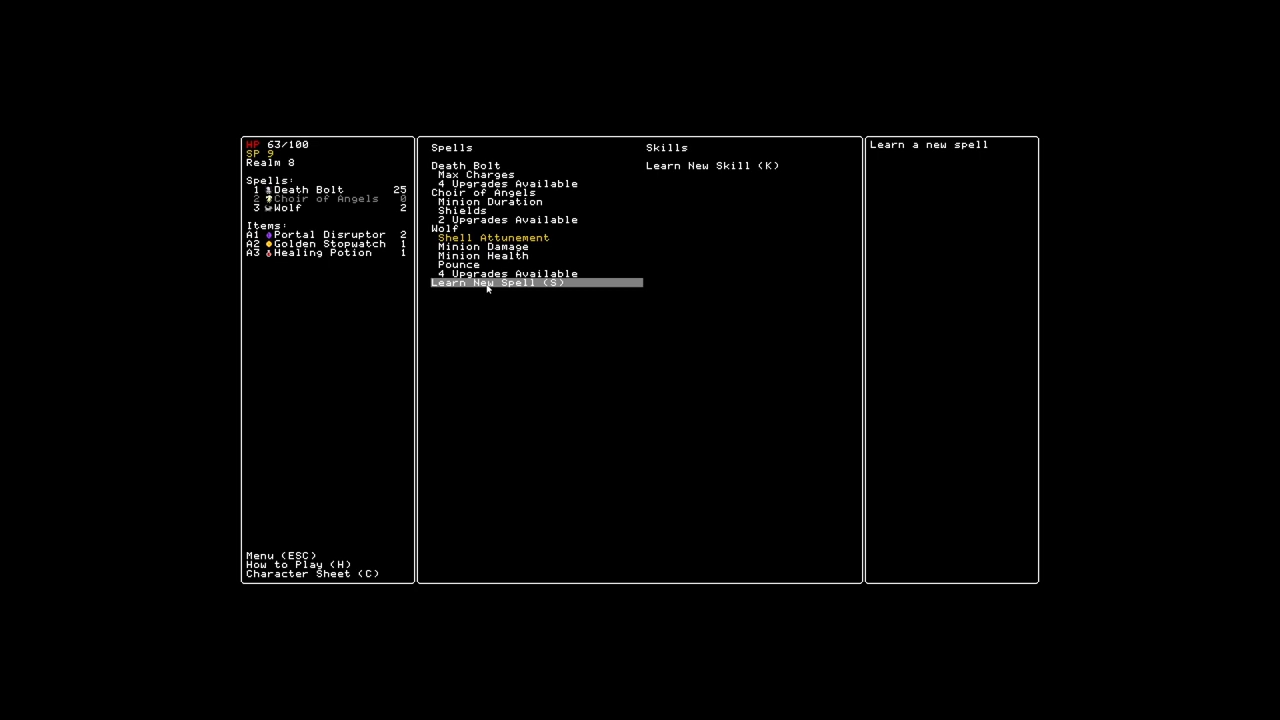 HP 63/100
SP 9
Realm 8
Spells:
1 Death Bolt 25
2 Choir of Angels 0
3 Wolf 2
Items:
A1 Portal Disruptor 2
A2 Golden Stopwatch 1
A3 Healing Potion 1
Menu (ESC)
How to Play (H)
Character Sheet (C)
Spells
Death Bolt
Max Charges
4 Upgrades Available
Choir of Angels
Minion Duration
Shields
2 Upgrades Available
Wolf
Shell Attunement
Minion Damage
Minion Health
Pounce
4 Upgrades Available
Learn New Spell (S)
Skills
Learn New Skill (K)
Learn a new spell